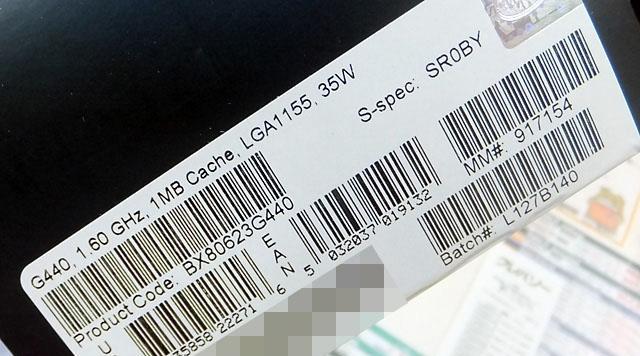 G440, 1.60 GHz, 1MB Cache, LGA1155, 35W
S-spec: SR0BY
Product Code: BX80623G440
MM#: 917154
U
35858 22271 6
EAN
5 032037 019132
Batch#: L127B140